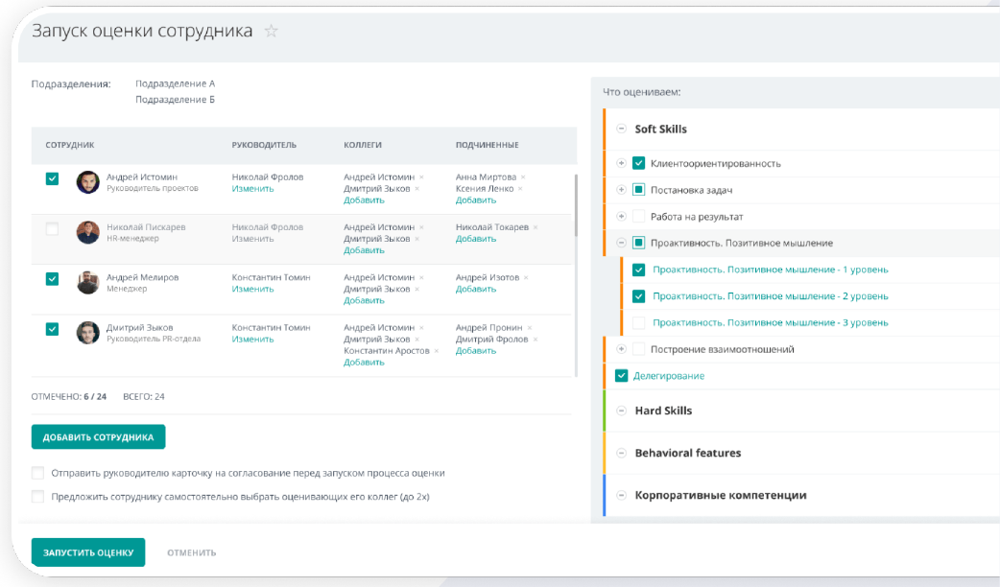 Запуск оценки сотрудника
Подразделения: Подразделение А
Подразделение Б
СОТРУДНИК РУКОВОДИТЕЛЬ КОЛЛЕГИ ПОДЧИНЕННЫЕ
Андрей Истомин Николай Фролов Андрей Истомин × Анна Миртова ×
Руководитель проектов Изменить Дмитрий Зыков × Ксения Ленко ×
Добавить Добавить
Николай Пискарев Николай Фролов Андрей Истомин × Николай Токарев ×
HR-менеджер Изменить Дмитрий Зыков × Добавить
Добавить
Андрей Мелиров Константин Томин Андрей Истомин × Андрей Изотов ×
Менеджер Изменить Дмитрий Зыков × Добавить
Добавить
Дмитрий Зыков Константин Томин Андрей Истомин × Андрей Пронин ×
Руководитель PR-отдела Изменить Дмитрий Зыков × Дмитрий Фролов ×
Константин Аростов × Добавить
Добавить
ОТМЕЧЕНО: 6 / 24 ВСЕГО: 24
ДОБАВИТЬ СОТРУДНИКА
Отправить руководителю карточку на согласование перед запуском процесса оценки
Предложить сотруднику самостоятельно выбрать оценивающих его коллег (до 2х)
ЗАПУСТИТЬ ОЦЕНКУ ОТМЕНИТЬ
Что оцениваем:
Soft Skills
Клиентоориентированность
Постановка задач
Работа на результат
Проактивность. Позитивное мышление
Проактивность. Позитивное мышление - 1 уровень
Проактивность. Позитивное мышление - 2 уровень
Проактивность. Позитивное мышление - 3 уровень
Построение взаимоотношений
Делегирование
Hard Skills
Behavioral features
Корпоративные компетенции